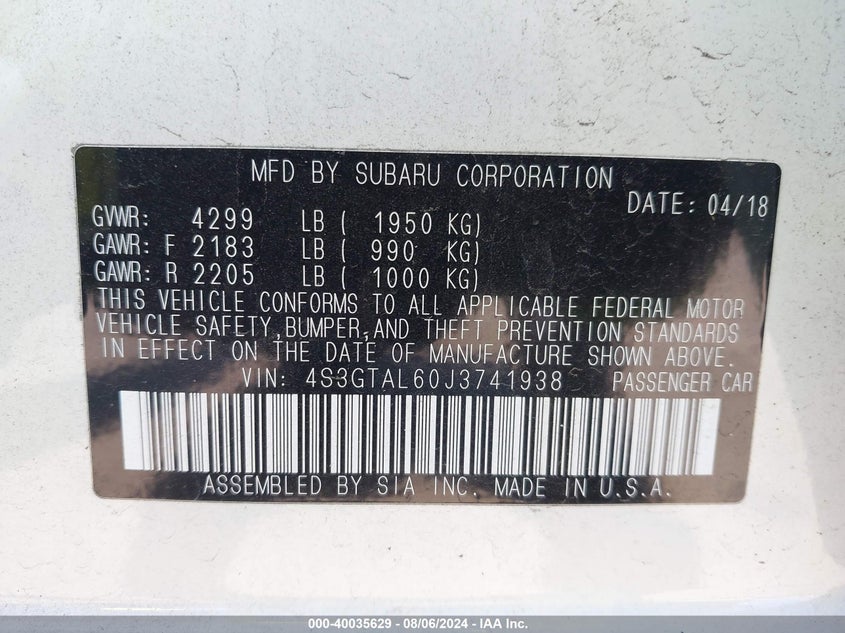 MFD BY SUBARU CORPORATION
DATE: 04/18
GVWR: 4299 LB ( 1950 KG)
GAWR: F 2183 LB ( 990 KG)
GAWR: R 2205 LB ( 1000 KG)
THIS VEHICLE CONFORMS TO ALL APPLICABLE FEDERAL MOTOR
VEHICLE SAFETY,BUMPER,AND THEFT PREVENTION STANDARDS
IN EFFECT ON THE DATE OF MANUFACTURE SHOWN ABOVE.
VIN: 4S3GTAL60J3741938 PASSENGER CAR
ASSEMBLED BY SIA INC. MADE IN U.S.A.
000-40035629 - 08/06/2024 - IAA Inc.